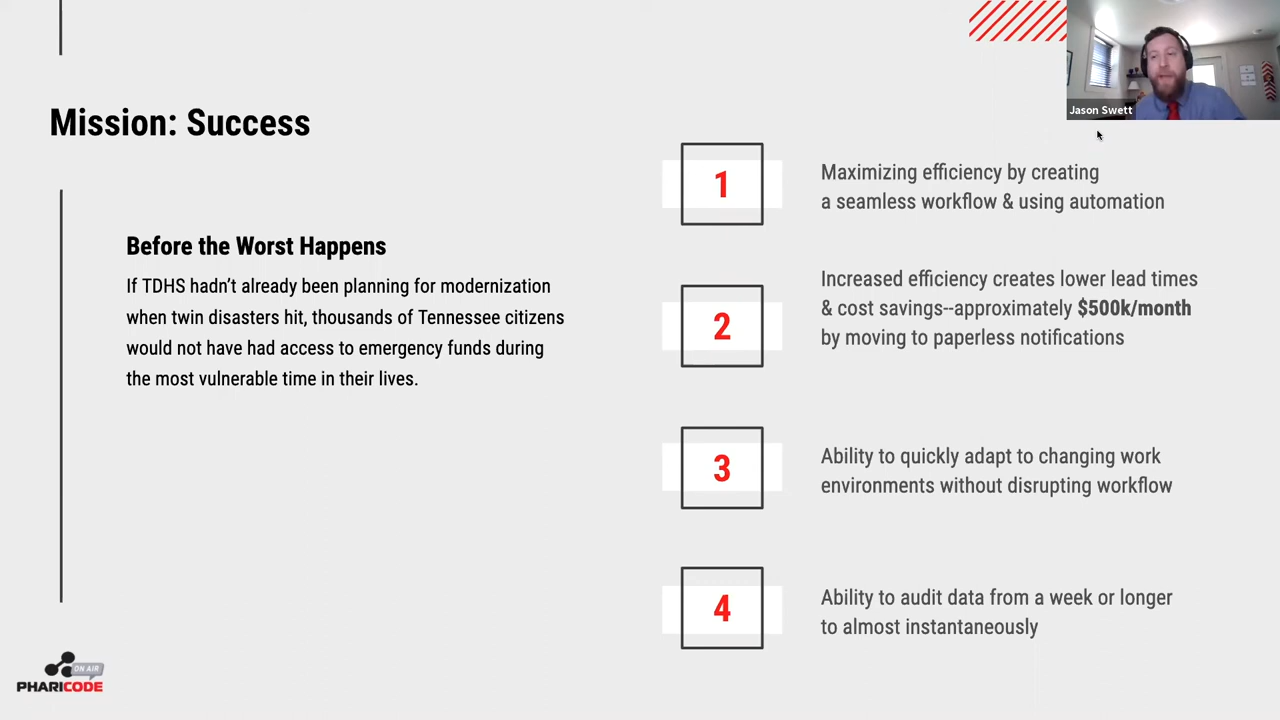 Jason Swett
Mission: Success
Before the Worst Happens
If TDHS hadn't already been planning for modernization
when twin disasters hit, thousands of Tennessee citizens
would not have had access to emergency funds during
the most vulnerable time in their lives.
1
Maximizing efficiency by creating
a seamless workflow & using automation
2
Increased efficiency creates lower lead times
& cost savings--approximately $500k/month
by moving to paperless notifications
3
Ability to quickly adapt to changing work
environments without disrupting workflow
4
Ability to audit data from a week or longer
to almost instantaneously
ON AIR
PHARICODE